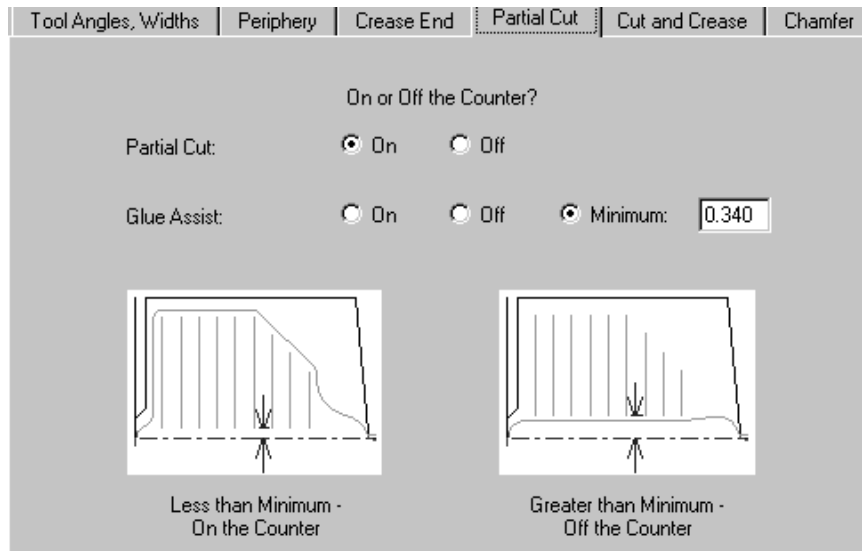 Tool Angles, Widths Periphery Crease End Partial Cut Cut and Crease Chamfer
On or Off the Counter?
Partial Cut: On Off
Glue Assist: On Off Minimum: 0.340
Less than Minimum - Greater than Minimum -
On the Counter Off the Counter